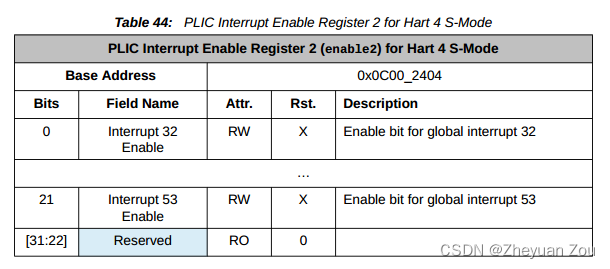 Table 44: PLIC Interrupt Enable Register 2 for Hart 4 S-Mode
PLIC Interrupt Enable Register 2 (enable2) for Hart 4 S-Mode
Base Address 0x0C00_2404
Bits Field Name Attr. Rst. Description
0 Interrupt 32 Enable RW X Enable bit for global interrupt 32
...
21 Interrupt 53 Enable RW X Enable bit for global interrupt 53
[31:22] Reserved RO 0
CSDN @Zheyuan Zou